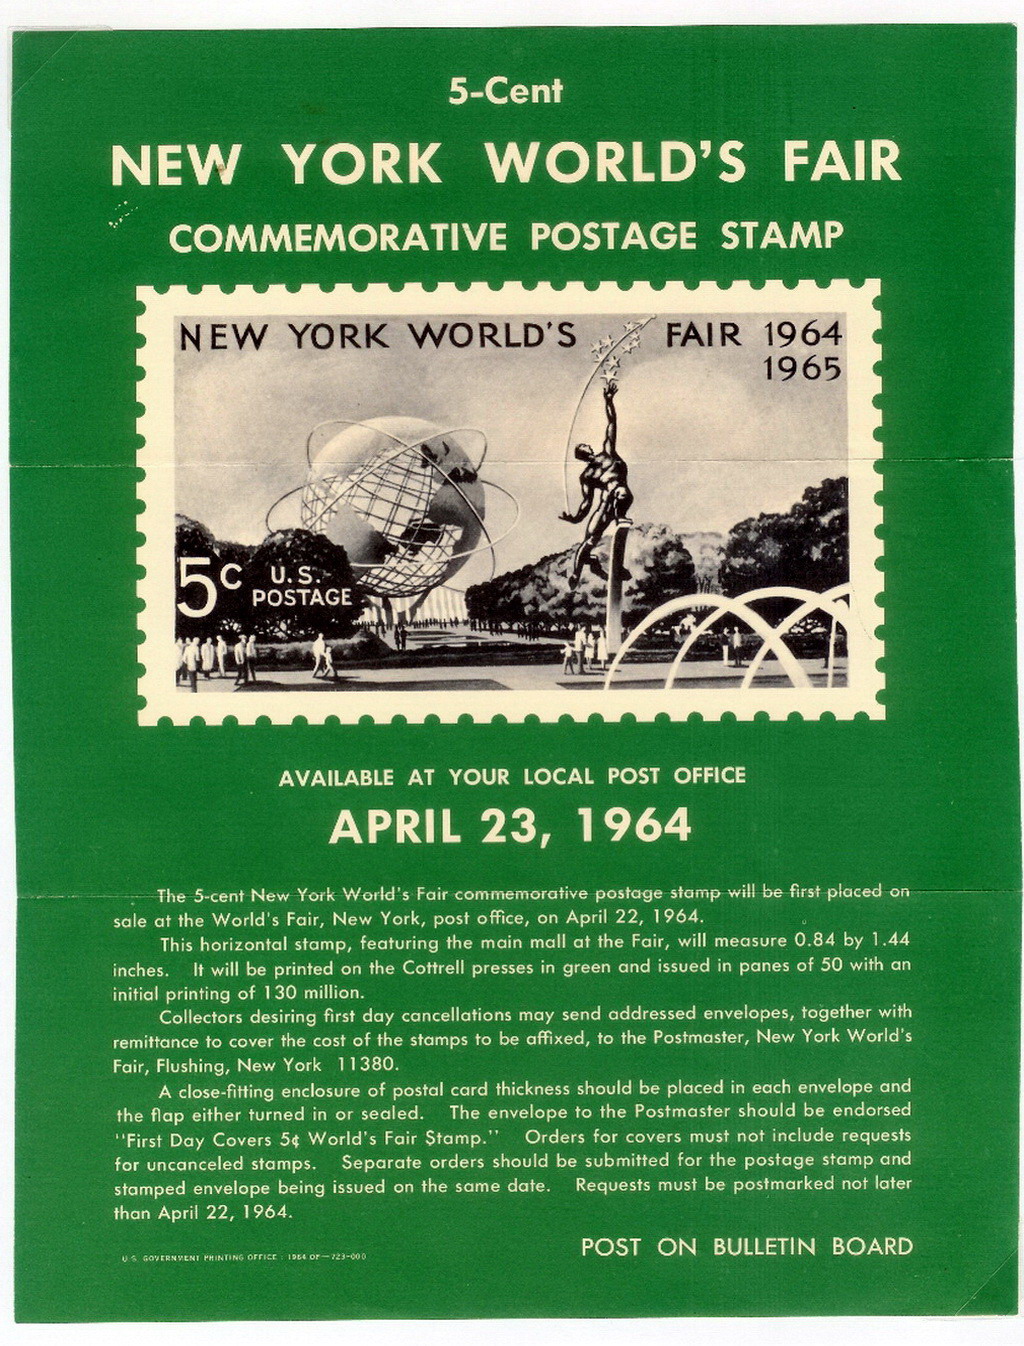 5-Cent
NEW YORK WORLD'S FAIR
COMMEMORATIVE POSTAGE STAMP
NEW YORK WORLD'S FAIR 1964
1965
5c U.S.
POSTAGE
AVAILABLE AT YOUR LOCAL POST OFFICE
APRIL 23, 1964
The 5-cent New York World's Fair commemorative postage stamp will be first placed on
sale at the World's Fair, New York, post office, on April 22, 1964.
This horizontal stamp, featuring the main mall at the Fair, will measure 0.84 by 1.44
inches. It will be printed on the Cottrell presses in green and issued in panes of 50 with an
initial printing of 130 million.
Collectors desiring first day cancellations may send addressed envelopes, together with
remittance to cover the cost of the stamps to be affixed, to the Postmaster, New York World's
Fair, Flushing, New York 11380.
A close-fitting enclosure of postal card thickness should be placed in each envelope and
the flap either turned in or sealed. The envelope to the Postmaster should be endorsed
"First Day Covers 5¢ World's Fair Stamp." Orders for covers must not include requests
for uncanceled stamps. Separate orders should be submitted for the postage stamp and
stamped envelope being issued on the same date. Requests must be postmarked not later
than April 22, 1964.
U.S. GOVERNMENT PRINTING OFFICE : 1964 OF—723-000
POST ON BULLETIN BOARD